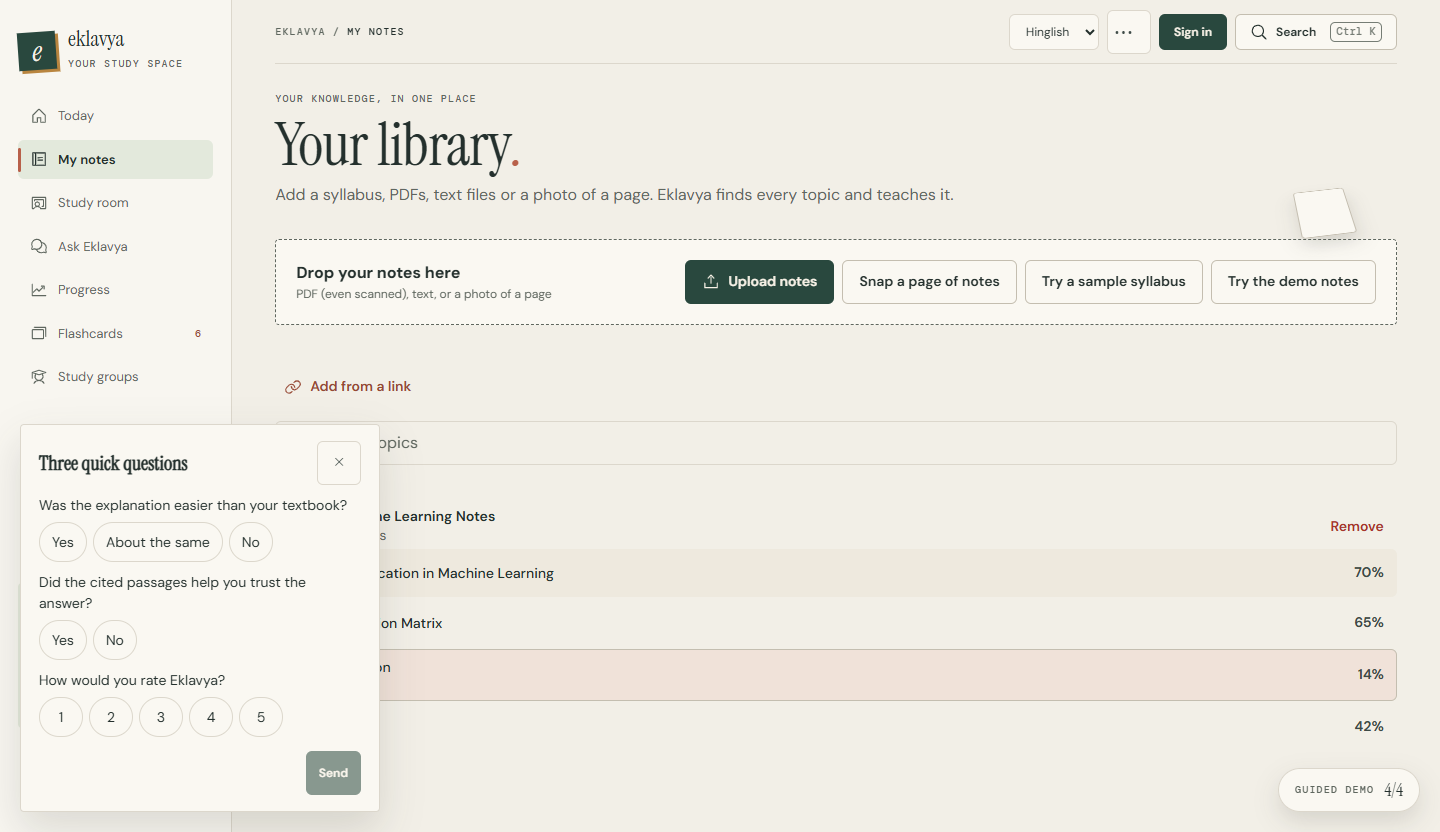 e
eklavya
YOUR STUDY SPACE
Today
My notes
Study room
Ask Eklavya
Progress
Flashcards 6
Study groups
EKLAVYA / MY NOTES
Hinglish
Sign in
Search Ctrl K
YOUR KNOWLEDGE, IN ONE PLACE
Your library.
Add a syllabus, PDFs, text files or a photo of a page. Eklavya finds every topic and teaches it.
Drop your notes here
PDF (even scanned), text, or a photo of a page
Upload notes
Snap a page of notes
Try a sample syllabus
Try the demo notes
Add from a link
Learning Notes
Remove
in Machine Learning 70%
Matrix 65%
14%
42%
Three quick questions
Was the explanation easier than your textbook?
Yes About the same No
Did the cited passages help you trust the
answer?
Yes No
How would you rate Eklavya?
1 2 3 4 5
Send
GUIDED DEMO 4/4